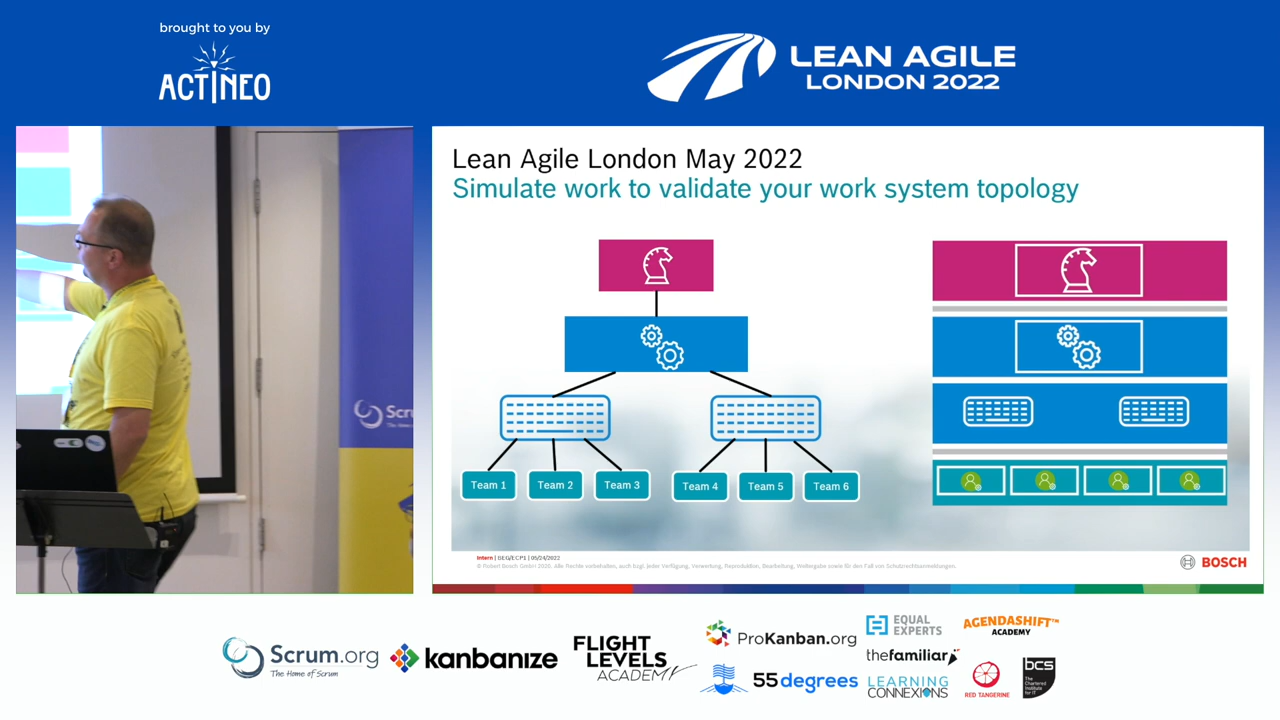 brought to you by
ACTINEO
LEAN AGILE
LONDON 2022
Lean Agile London May 2022
Simulate work to validate your work system topology
Team 1
Team 2
Team 3
Team 4
Team 5
Team 6
Intern | GEG/ECP1 | 05/24/2022
© Robert Bosch GmbH 2020. Alle Rechte vorbehalten, auch bzgl. jeder Verfügung, Verwertung, Reproduktion, Bearbeitung, Weitergabe sowie für den Fall von Schutzrechtsanmeldungen.
BOSCH
Scrum.org
The Home of Scrum
kanbanize
FLIGHT
LEVELS
ACADEMY
ProKanban.org
55degrees
EQUAL
EXPERTS
thefamiliar
LEARNING
CONNEXIONS
AGENDASHIFT™
ACADEMY
RED TANGERINE
bcs
The
Chartered
Institute
for IT